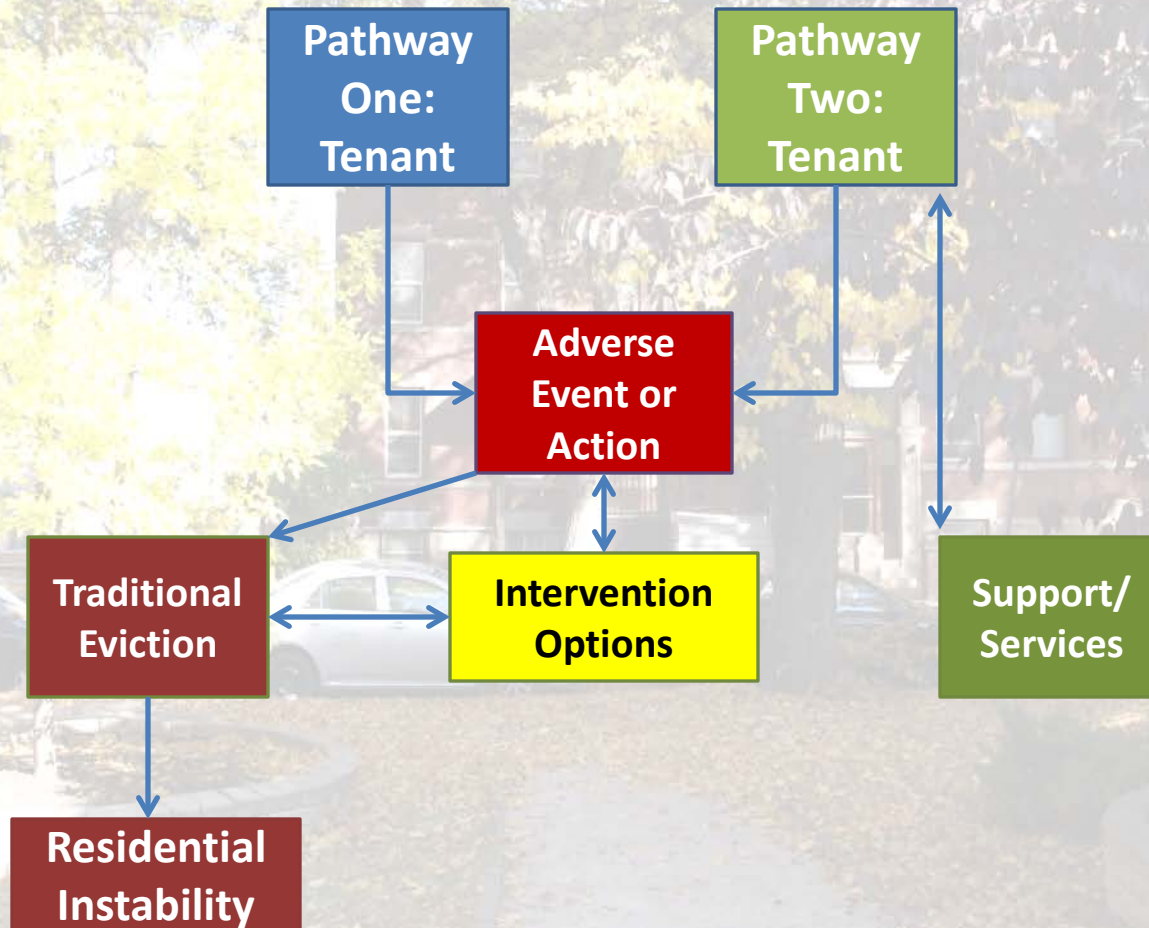 Pathway
One:
Tenant
Pathway
Two:
Tenant
Adverse
Event or
Action
Traditional
Eviction
Intervention
Options
Support/
Services
Residential
Instability